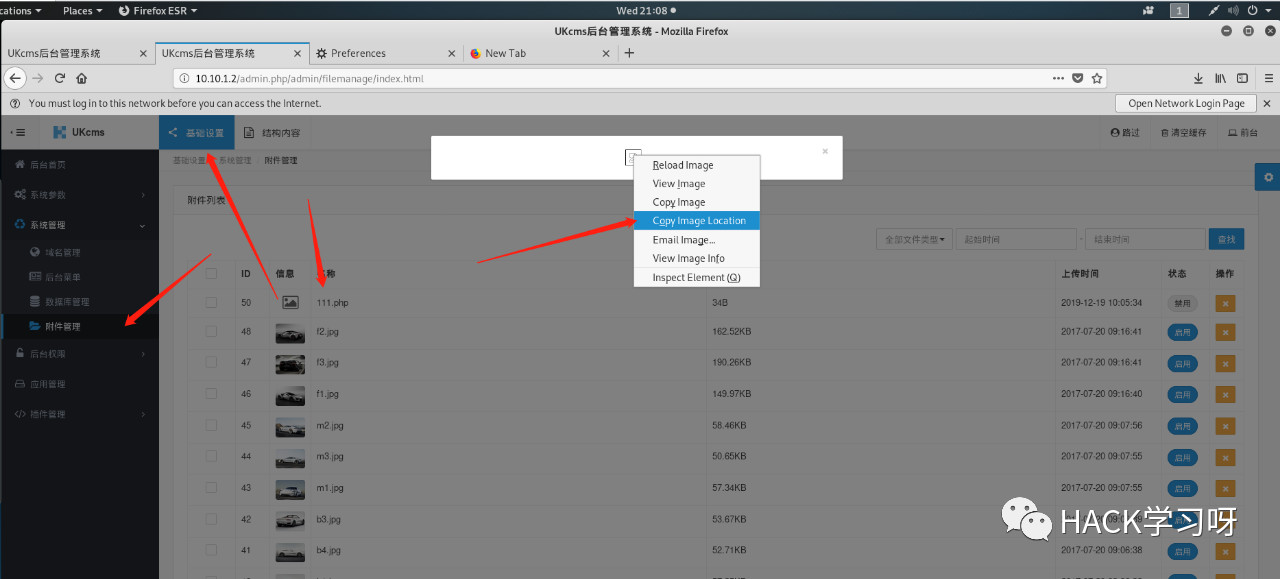 cations ▾ Places ▾ Firefox ESR ▾ Wed 21:08 1
UKcms后台管理系统 - Mozilla Firefox
UKcms后台管理系统 UKcms后台管理系统 Preferences New Tab
10.10.1.2/admin.php/admin/filemanage/index.html
You must log in to this network before you can access the Internet. Open Network Login Page
UKcms 基础设置 结构内容 路过 清空缓存 前台
后台首页
系统参数
系统管理
域名管理
后台菜单
数据库管理
附件管理
后台权限
应用管理
插件管理
基础设置 系统管理 附件管理
附件列表
Reload Image
View Image
Copy Image
Copy Image Location
Email Image...
View Image Info
Inspect Element (Q)
全部文件类型 起始时间 - 结束时间 查找
ID 信息 名称 上传时间 状态 操作
50 111.php 34B 2019-12-19 10:05:34 禁用
48 f2.jpg 162.52KB 2017-07-20 09:16:41 启用
47 f3.jpg 190.26KB 2017-07-20 09:16:41 启用
46 f1.jpg 149.97KB 2017-07-20 09:16:40 启用
45 m2.jpg 58.46KB 2017-07-20 09:07:56 启用
44 m3.jpg 50.65KB 2017-07-20 09:07:55 启用
43 m1.jpg 57.34KB 2017-07-20 09:07:55 启用
42 b3.jpg 53.67KB
41 b4.jpg 52.71KB 2017-07-20 09:06:38 启用
HACK学习呀